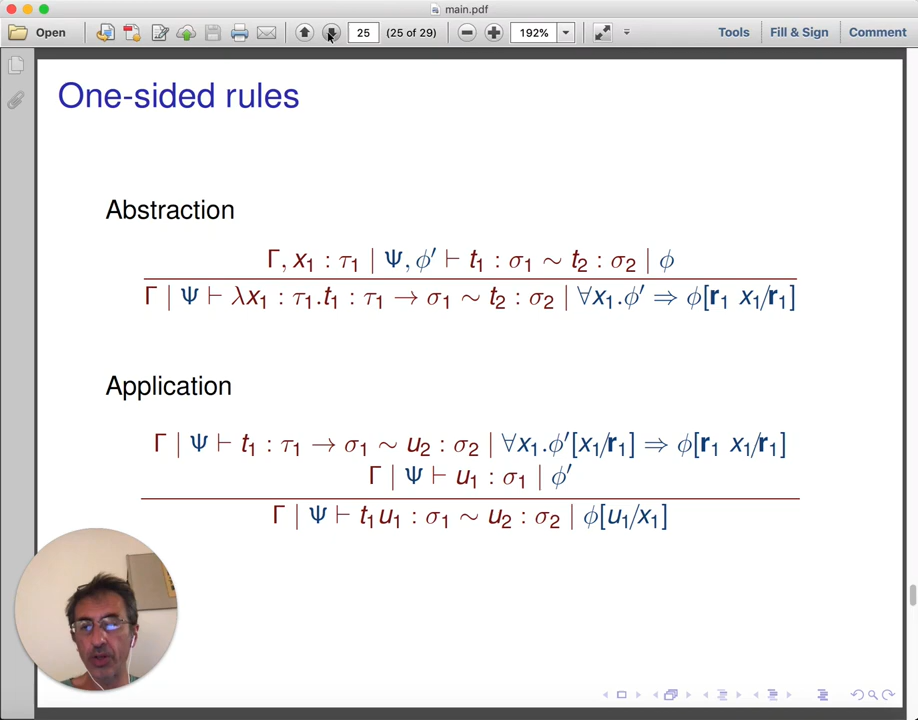 main.pdf
Open
25
(25 of 29)
192%
Tools
Fill & Sign
Comment
One-sided rules
Abstraction
Γ, x₁ : τ₁ | Ψ, ϕ′ ⊢ t₁ : σ₁ ∼ t₂ : σ₂ | ϕ
Γ | Ψ ⊢ λx₁ : τ₁.t₁ : τ₁ → σ₁ ∼ t₂ : σ₂ | ∀x₁.ϕ′ ⇒ ϕ[r₁ x₁/r₁]
Application
Γ | Ψ ⊢ t₁ : τ₁ → σ₁ ∼ u₂ : σ₂ | ∀x₁.ϕ′[x₁/r₁] ⇒ ϕ[r₁ x₁/r₁]
Γ | Ψ ⊢ u₁ : σ₁ | ϕ′
Γ | Ψ ⊢ t₁u₁ : σ₁ ∼ u₂ : σ₂ | ϕ[u₁/x₁]